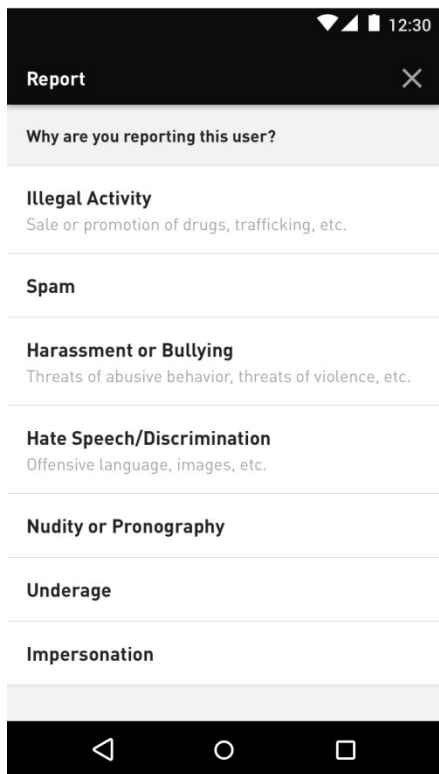 12:30
Report
Why are you reporting this user?
Illegal Activity
Sale or promotion of drugs, trafficking, etc.
Spam
Harassment or Bullying
Threats of abusive behavior, threats of violence, etc.
Hate Speech/Discrimination
Offensive language, images, etc.
Nudity or Pronography
Underage
Impersonation